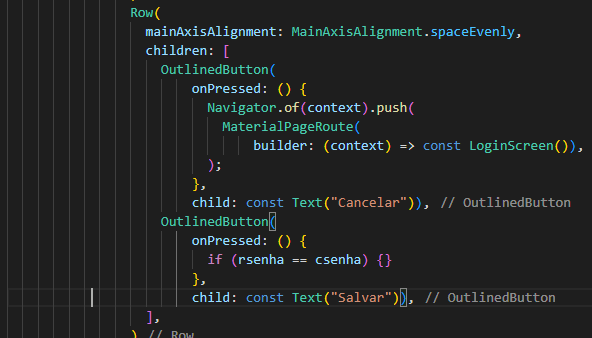 Row(
mainAxisAlignment: MainAxisAlignment.spaceEvenly,
children: [
OutlinedButton(
onPressed: () {
Navigator.of(context).push(
MaterialPageRoute(
builder: (context) => const LoginScreen()),
);
},
child: const Text("Cancelar")), // OutlinedButton
OutlinedButton(
onPressed: () {
if (rsenha == csenha) {}
},
child: const Text("Salvar")), // OutlinedButton
],
) // Row